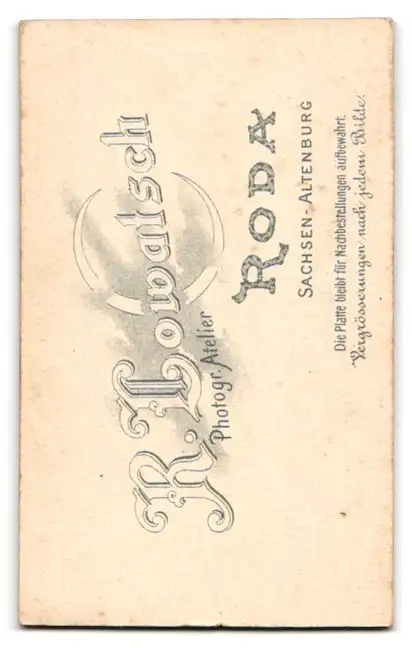 R. Lowatsch
Photogr. Atelier
RODA
SACHSEN-ALTENBURG
Die Platte bleibt für Nachbestellungen aufbewahrt.
Vergrösserungen nach jedem Bilde.